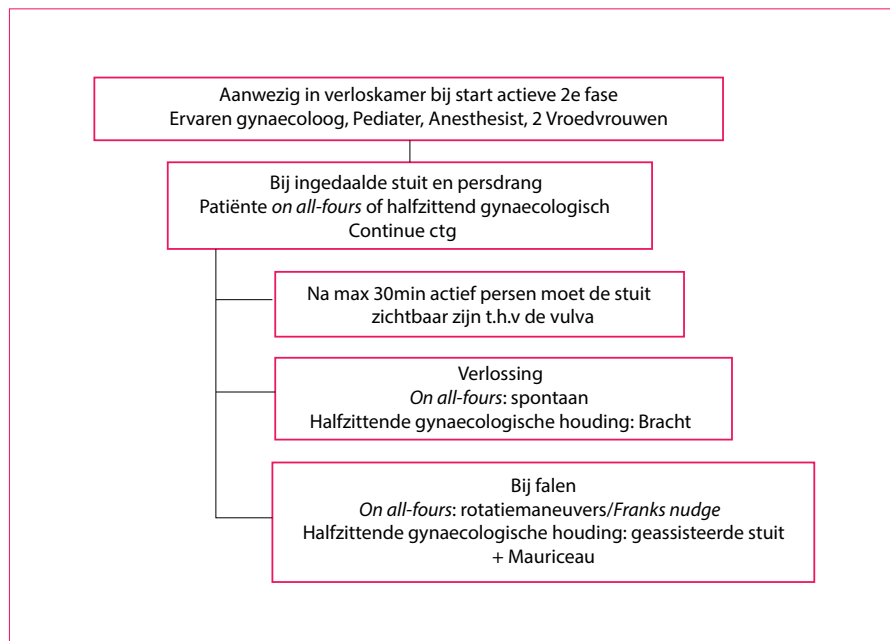 Aanwezig in verloskamer bij start actieve 2e fase
Ervaren gynaecoloog, Pediater, Anesthesist, 2 Vroedvrouwen
Bij ingedaalde stuit en persdrang
Patiënte on all-fours of halfzittend gynaecologisch
Continue ctg
Na max 30min actief persen moet de stuit
zichtbaar zijn t.h.v de vulva
Verlossing
On all-fours: spontaan
Halfzittende gynaecologische houding: Bracht
Bij falen
On all-fours: rotatiemaneuvers/Franks nudge
Halfzittende gynaecologische houding: geassisteerde stuit
+ Mauriceau